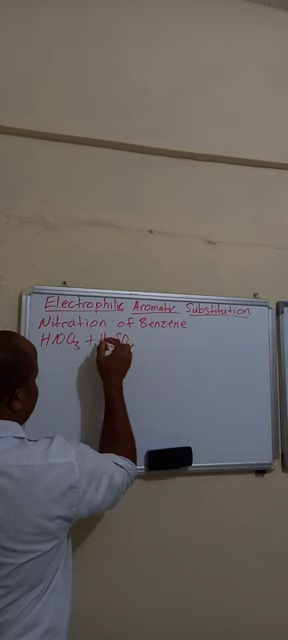 Electrophilic Aromatic Substitution
Nitration of Benzene
HNO3 +